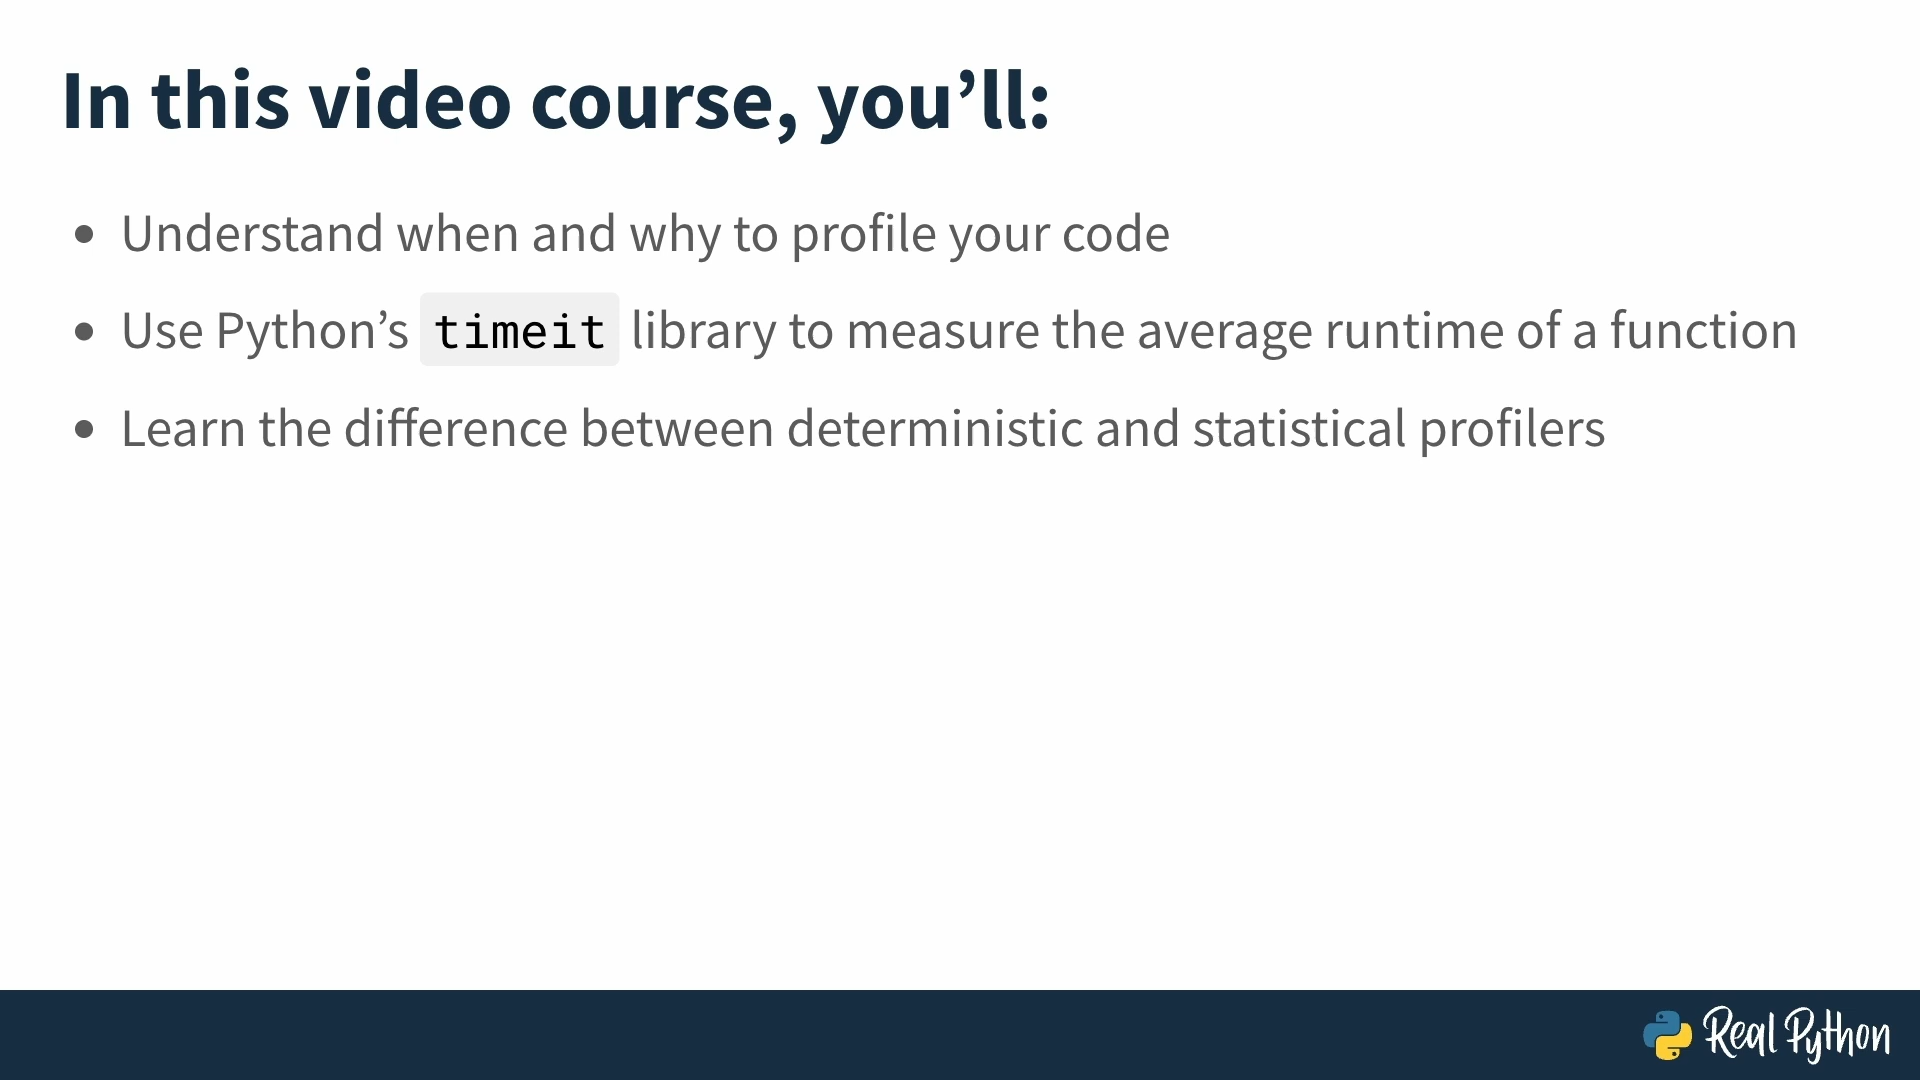 In this video course, you’ll:
• Understand when and why to profile your code
• Use Python’s timeit library to measure the average runtime of a function
• Learn the difference between deterministic and statistical profilers
Real Python